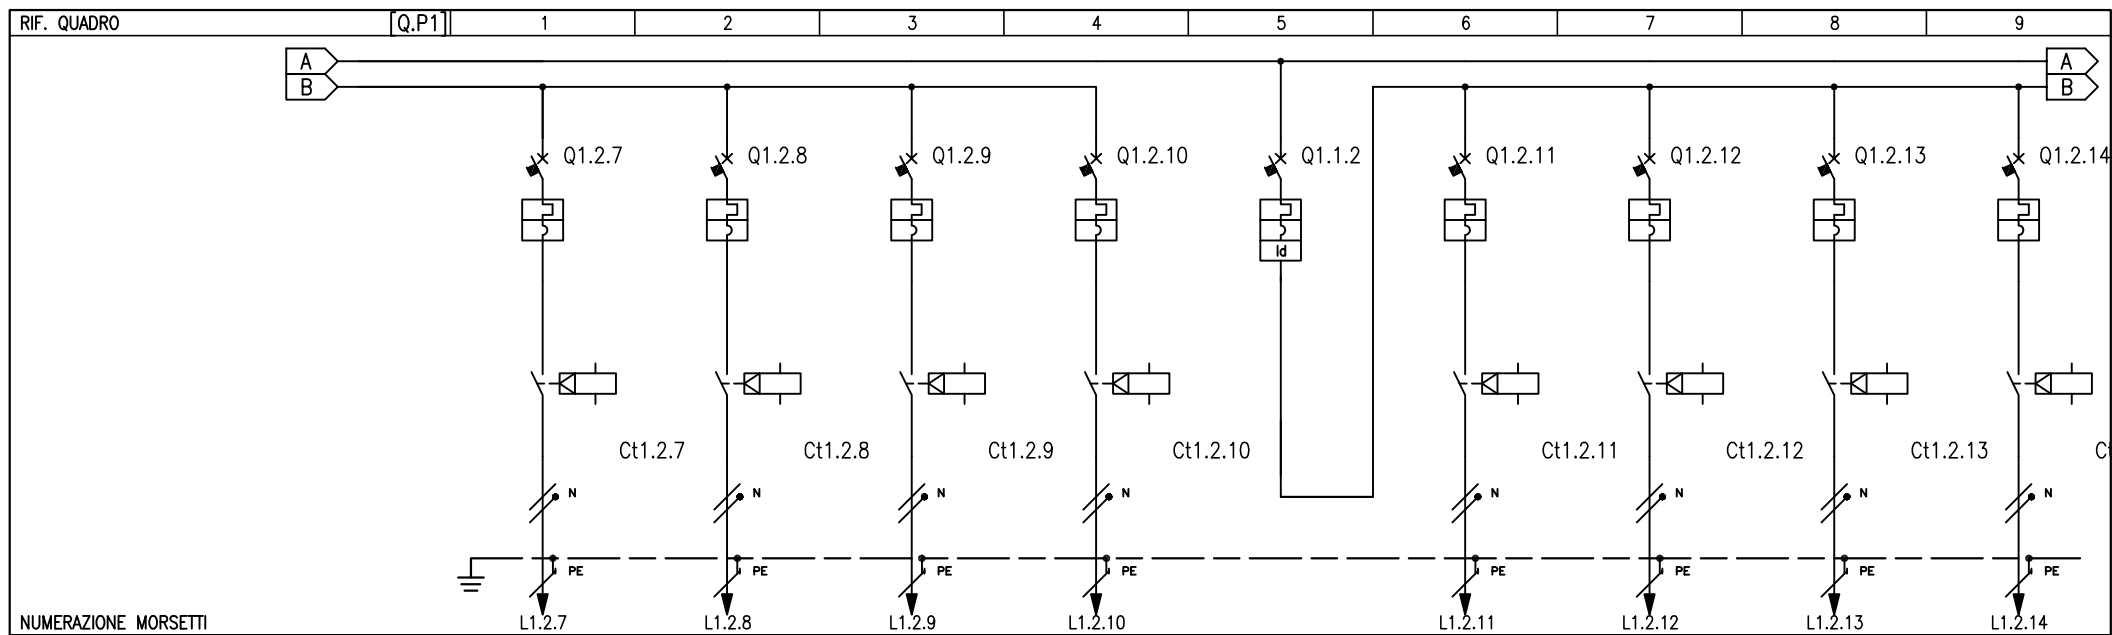 RIF. QUADRO [Q.P1] 1 2 3 4 5 6 7 8 9
A A
B B
Q1.2.7 Q1.2.8 Q1.2.9 Q1.2.10 Q1.1.2 Q1.2.11 Q1.2.12 Q1.2.13 Q1.2.14
Id
Ct1.2.7 Ct1.2.8 Ct1.2.9 Ct1.2.10 Ct1.2.11 Ct1.2.12 Ct1.2.13
N N N N N N N N
PE PE PE PE PE PE PE PE
NUMERAZIONE MORSETTI L1.2.7 L1.2.8 L1.2.9 L1.2.10 L1.2.11 L1.2.12 L1.2.13 L1.2.14